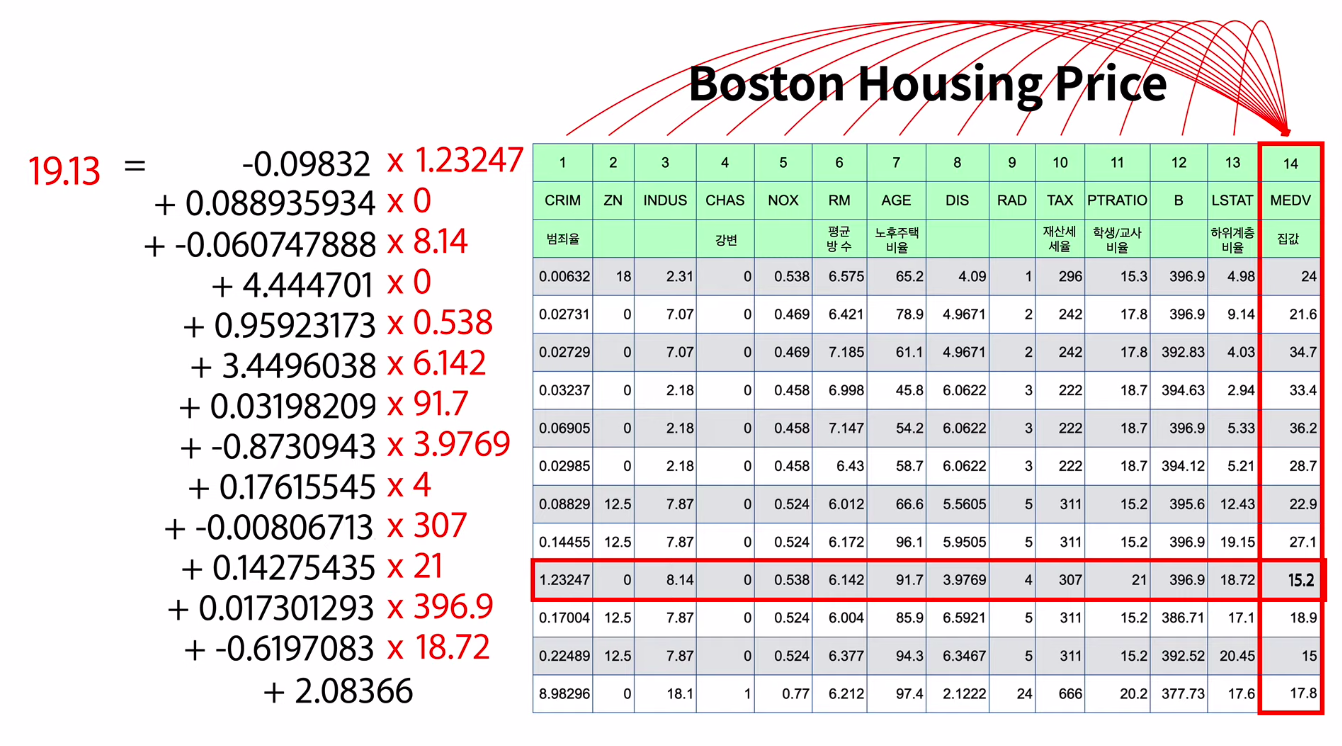 Boston Housing Price
19.13 = -0.09832 x 1.23247
+ 0.088935934 x 0
+ -0.060747888 x 8.14
+ 4.444701 x 0
+ 0.95923173 x 0.538
+ 3.4496038 x 6.142
+ 0.03198209 x 91.7
+ -0.8730943 x 3.9769
+ 0.17615545 x 4
+ -0.00806713 x 307
+ 0.14275435 x 21
+ 0.017301293 x 396.9
+ -0.6197083 x 18.72
+ 2.08366
1 2 3 4 5 6 7 8 9 10 11 12 13 14
CRIM ZN INDUS CHAS NOX RM AGE DIS RAD TAX PTRATIO B LSTAT MEDV
범죄율 강변 평균 방 수 노후주택 비율 재산세 세율 학생/교사 비율 하위계층 비율 집값
0.00632 18 2.31 0 0.538 6.575 65.2 4.09 1 296 15.3 396.9 4.98 24
0.02731 0 7.07 0 0.469 6.421 78.9 4.9671 2 242 17.8 396.9 9.14 21.6
0.02729 0 7.07 0 0.469 7.185 61.1 4.9671 2 242 17.8 392.83 4.03 34.7
0.03237 0 2.18 0 0.458 6.998 45.8 6.0622 3 222 18.7 394.63 2.94 33.4
0.06905 0 2.18 0 0.458 7.147 54.2 6.0622 3 222 18.7 396.9 5.33 36.2
0.02985 0 2.18 0 0.458 6.43 58.7 6.0622 3 222 18.7 394.12 5.21 28.7
0.08829 12.5 7.87 0 0.524 6.012 66.6 5.5605 5 311 15.2 395.6 12.43 22.9
0.14455 12.5 7.87 0 0.524 6.172 96.1 5.9505 5 311 15.2 396.9 19.15 27.1
1.23247 0 8.14 0 0.538 6.142 91.7 3.9769 4 307 21 396.9 18.72 15.2
0.17004 12.5 7.87 0 0.524 6.004 85.9 6.5921 5 311 15.2 386.71 17.1 18.9
0.22489 12.5 7.87 0 0.524 6.377 94.3 6.3467 5 311 15.2 392.52 20.45 15
8.98296 0 18.1 1 0.77 6.212 97.4 2.1222 24 666 20.2 377.73 17.6 17.8